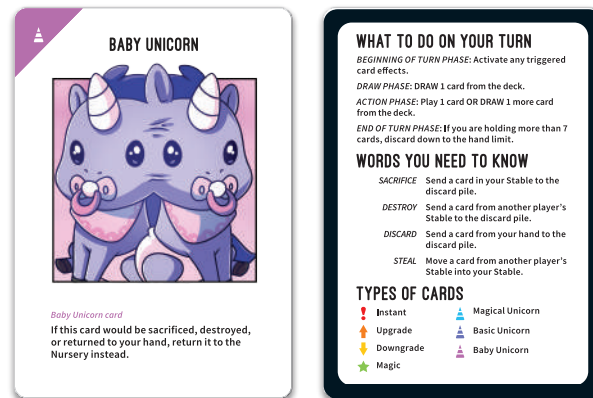 BABY UNICORN
Baby Unicorn card
If this card would be sacrificed, destroyed,
or returned to your hand, return it to the
Nursery instead.
WHAT TO DO ON YOUR TURN
BEGINNING OF TURN PHASE: Activate any triggered
card effects.
DRAW PHASE: DRAW 1 card from the deck.
ACTION PHASE: Play 1 card OR DRAW 1 more card
from the deck.
END OF TURN PHASE: If you are holding more than 7
cards, discard down to the hand limit.
WORDS YOU NEED TO KNOW
SACRIFICE Send a card in your Stable to the
discard pile.
DESTROY Send a card from another player's
Stable to the discard pile.
DISCARD Send a card from your hand to the
discard pile.
STEAL Move a card from another player's
Stable into your Stable.
TYPES OF CARDS
Instant
Upgrade
Downgrade
Magic
Magical Unicorn
Basic Unicorn
Baby Unicorn